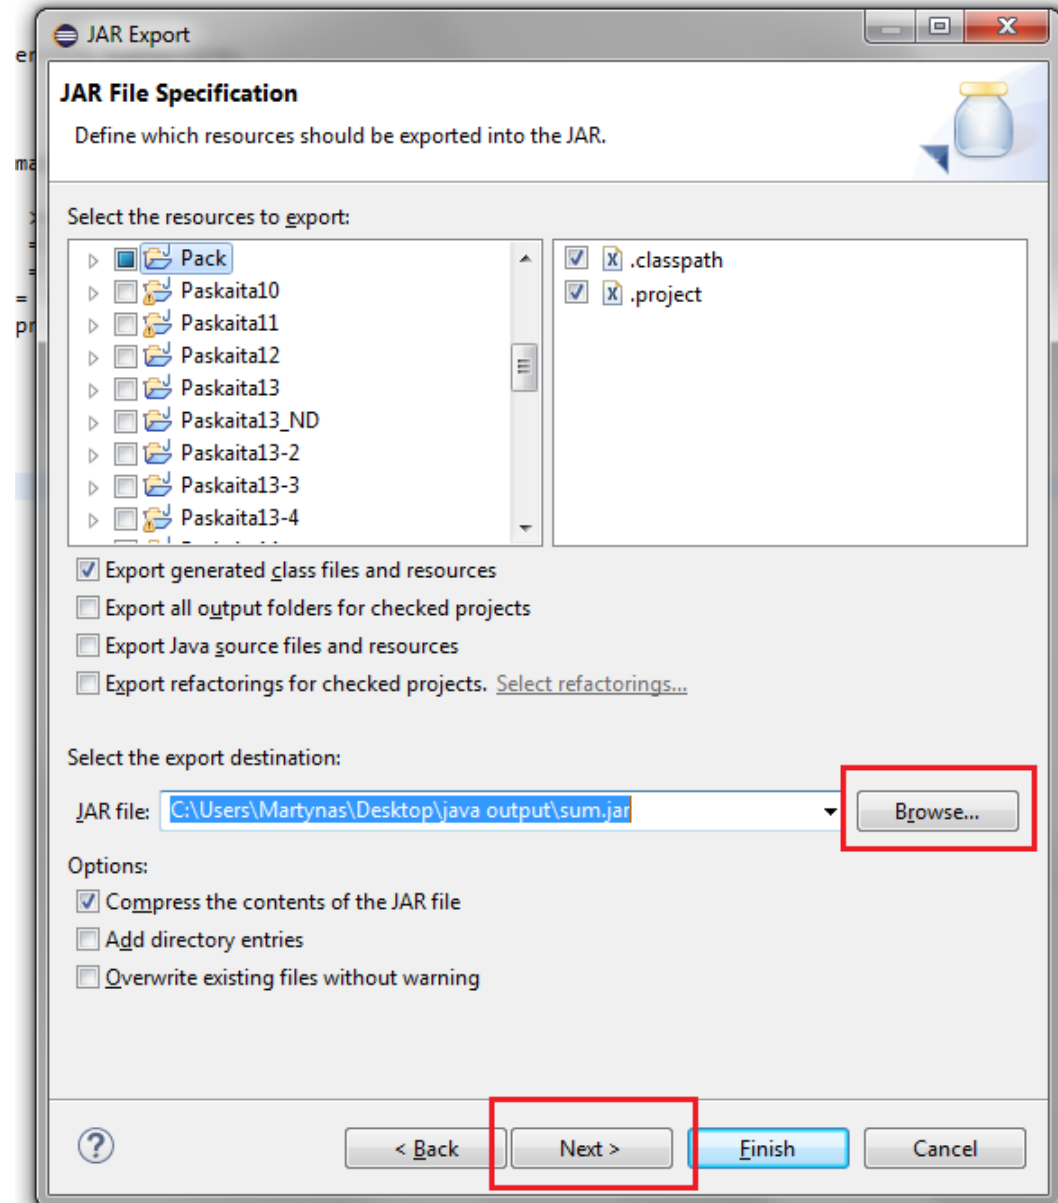 JAR Export
er
JAR File Specification
Define which resources should be exported into the JAR.
ma
Select the resources to export:
Pack
Paskaita10
Paskaita11
Paskaita12
Paskaita13
Paskaita13_ND
Paskaita13-2
Paskaita13-3
Paskaita13-4
.classpath
.project
=
=
=
pr
Export generated class files and resources
Export all output folders for checked projects
Export Java source files and resources
Export refactorings for checked projects. Select refactorings...
Select the export destination:
JAR file: C:\Users\Martynas\Desktop\java output\sum.jar Browse...
Options:
Compress the contents of the JAR file
Add directory entries
Overwrite existing files without warning
? < Back Next > Finish Cancel